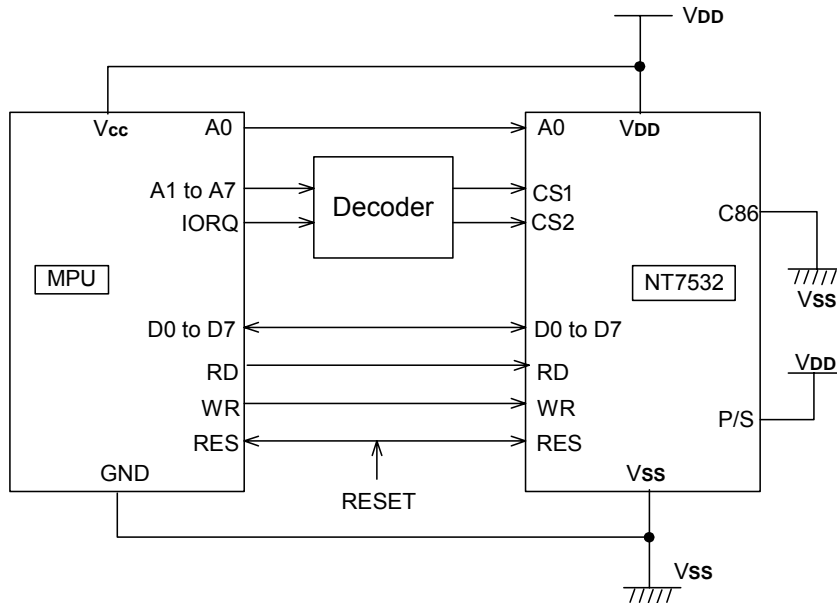 VDD
Vcc A0 A0 VDD
A1 to A7 Decoder CS1
IORQ CS2 C86
MPU NT7532
VSS
D0 to D7 D0 to D7
RD RD VDD
WR WR P/S
RES RES
GND RESET VSS
VSS